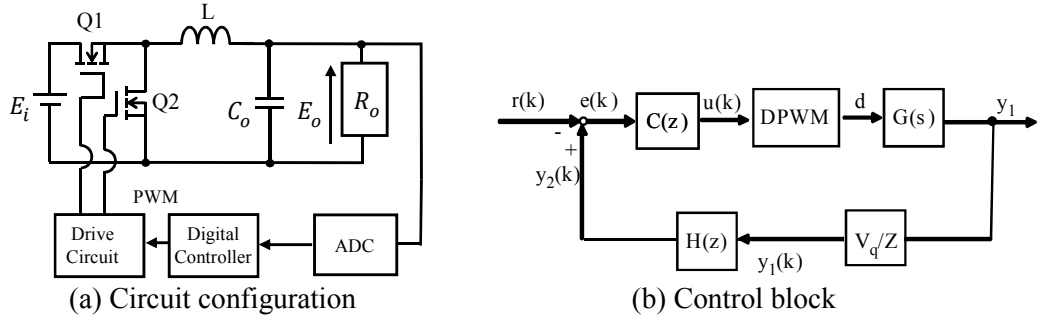 Q1
L
E_i
Q2
C_o
E_o
R_o
PWM
Drive Circuit
Digital Controller
ADC
(a) Circuit configuration
r(k)
e(k)
-
+
C(z)
u(k)
DPWM
d
G(s)
y_1
y_2(k)
H(z)
y_1(k)
V_q/Z
(b) Control block